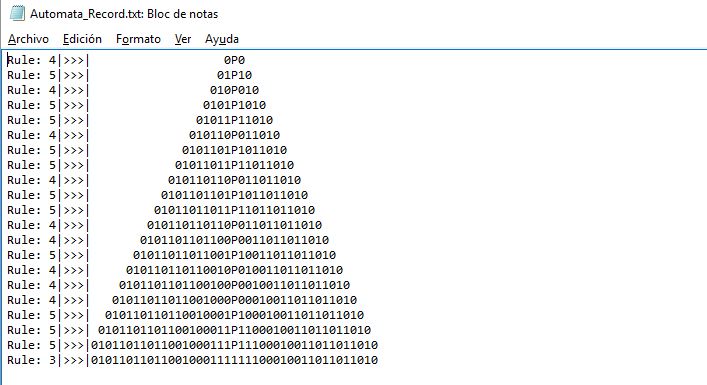 Automata_Record.txt: Bloc de notas
Archivo Edición Formato Ver Ayuda
Rule: 4|>>>| 0P0
Rule: 5|>>>| 01P10
Rule: 4|>>>| 010P010
Rule: 5|>>>| 0101P1010
Rule: 5|>>>| 01011P11010
Rule: 4|>>>| 010110P011010
Rule: 5|>>>| 0101101P1011010
Rule: 5|>>>| 01011011P11011010
Rule: 4|>>>| 010110110P011011010
Rule: 5|>>>| 0101101101P1011011010
Rule: 5|>>>| 01011011011P11011011010
Rule: 4|>>>| 010110110110P011011011010
Rule: 4|>>>| 0101101101100P0011011011010
Rule: 5|>>>| 01011011011001P10011011011010
Rule: 4|>>>| 010110110110010P010011011011010
Rule: 4|>>>| 0101101101100100P0010011011011010
Rule: 4|>>>| 01011011011001000P00010011011011010
Rule: 5|>>>| 010110110110010001P100010011011011010
Rule: 5|>>>| 0101101101100100011P1100010011011011010
Rule: 5|>>>|01011011011001000111P11100010011011011010
Rule: 3|>>>|01011011011001000111111100010011011011010